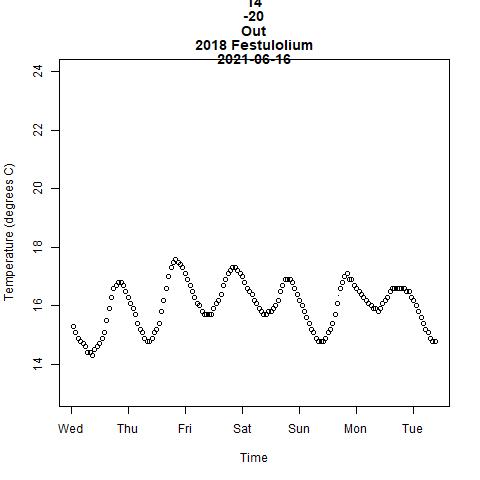 14
-20
Out
2018 Festulolium
2021-06-16
24
22
20
18
16
14
Temperature (degrees C)
Wed Thu Fri Sat Sun Mon Tue
Time